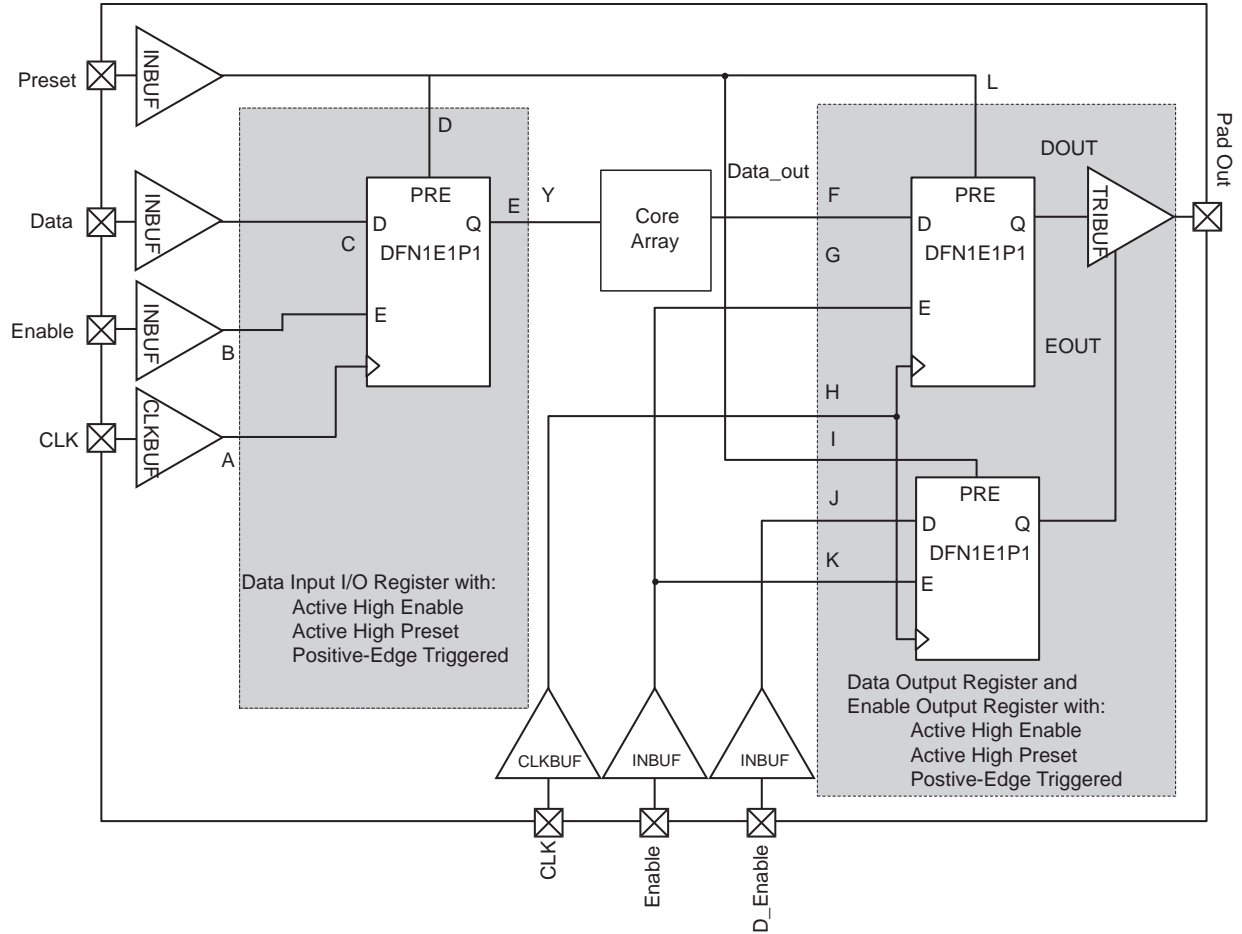 Preset
INBUF
L
D
Pad Out
DOUT
Data
INBUF
PRE
D
Q
DFN1E1P1
C
E
Y
Core
Array
Data_out
F
G
PRE
D
Q
DFN1E1P1
E
TRIBUF
EOUT
Enable
INBUF
B
E
CLK
CLKBUF
A
H
I
J
K
PRE
D
Q
DFN1E1P1
E
Data Input I/O Register with:
Active High Enable
Active High Preset
Positive-Edge Triggered
Data Output Register and
Enable Output Register with:
Active High Enable
Active High Preset
Postive-Edge Triggered
CLKBUF
INBUF
INBUF
CLK
Enable
D_Enable